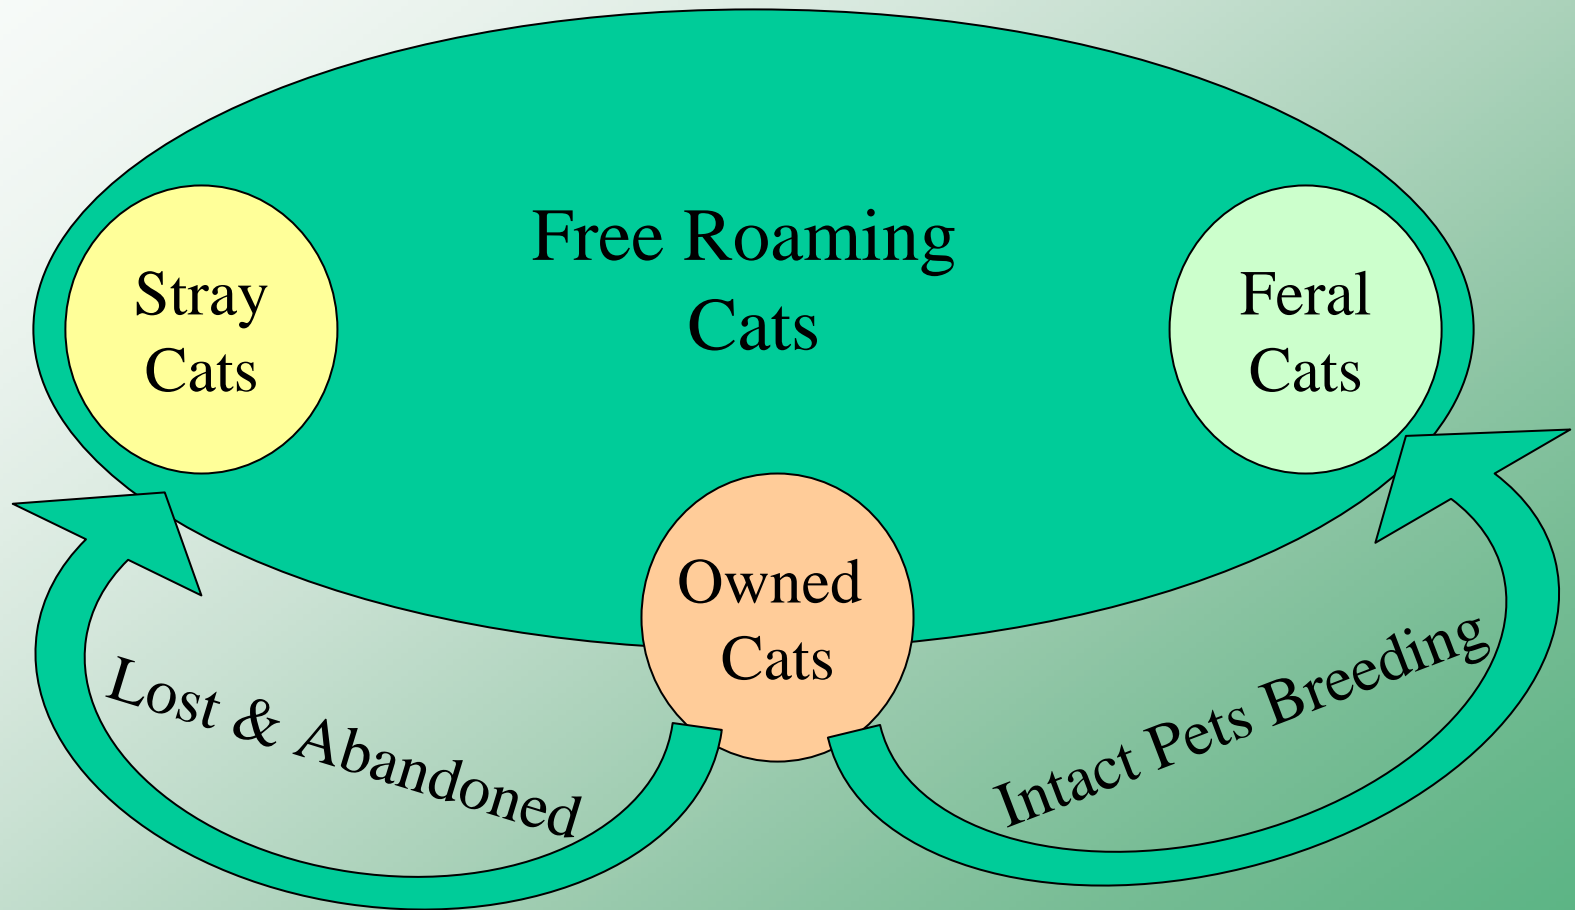 Free Roaming
Cats
Stray
Cats
Feral
Cats
Owned
Cats
Lost & Abandoned
Intact Pets Breeding